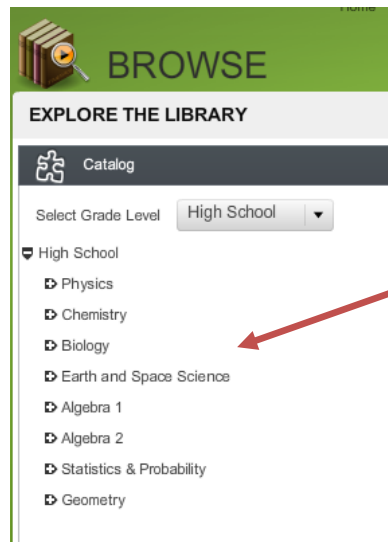 Home
BROWSE
EXPLORE THE LIBRARY
Catalog
Select Grade Level High School
High School
Physics
Chemistry
Biology
Earth and Space Science
Algebra 1
Algebra 2
Statistics & Probability
Geometry